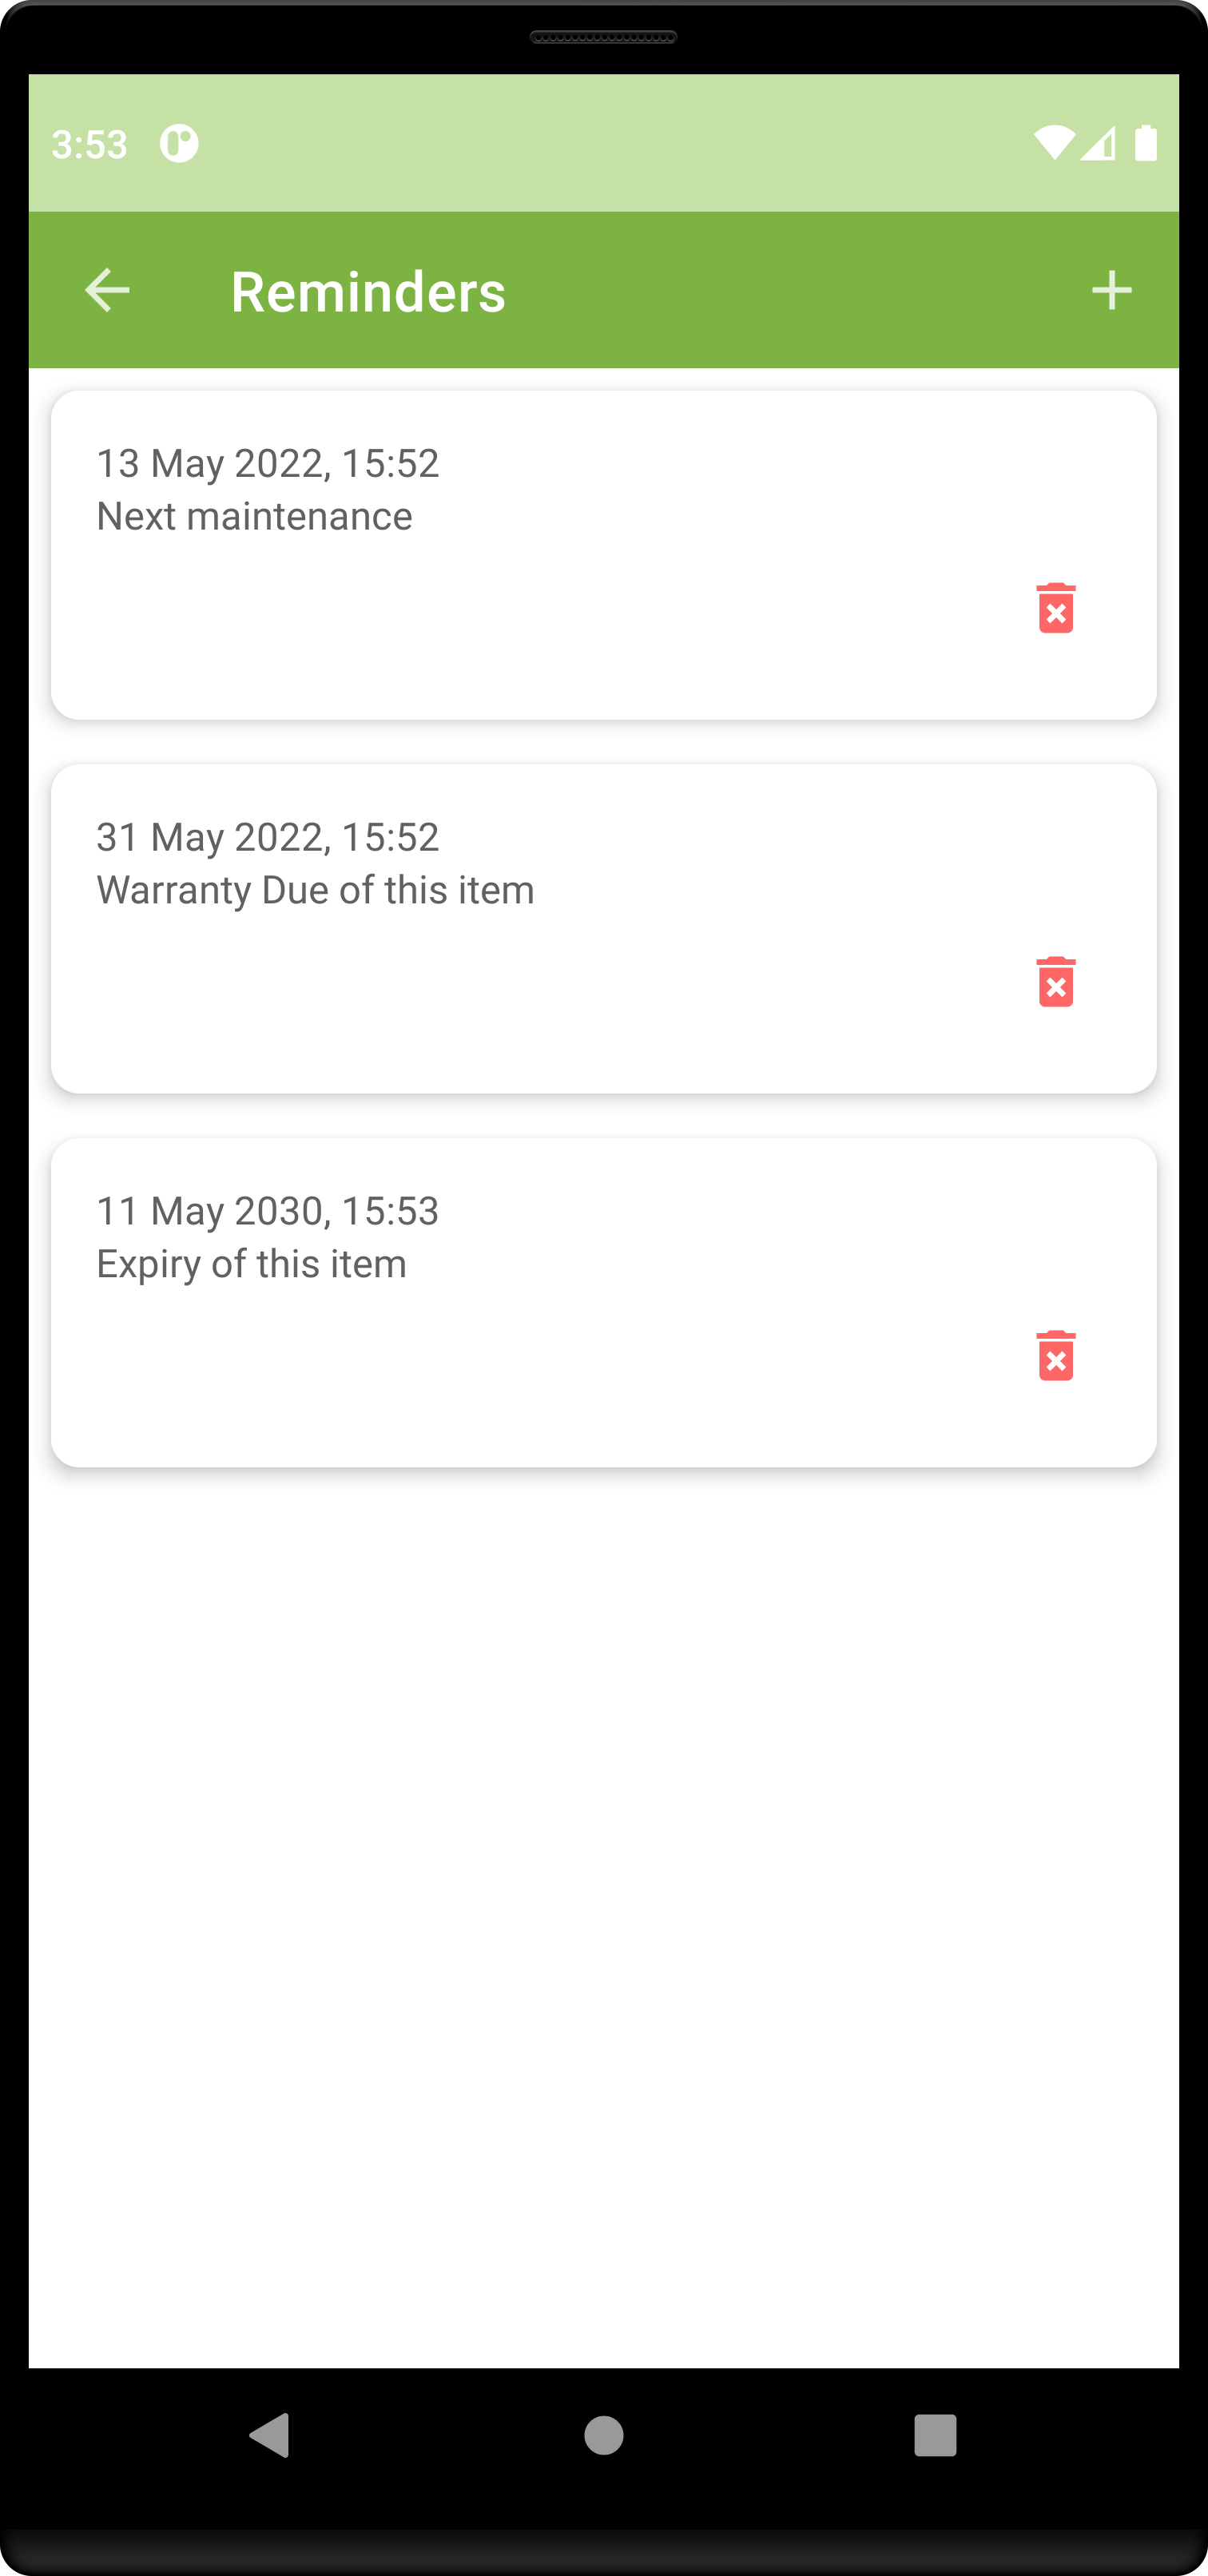 3:53
Reminders
13 May 2022, 15:52
Next maintenance
31 May 2022, 15:52
Warranty Due of this item
11 May 2030, 15:53
Expiry of this item